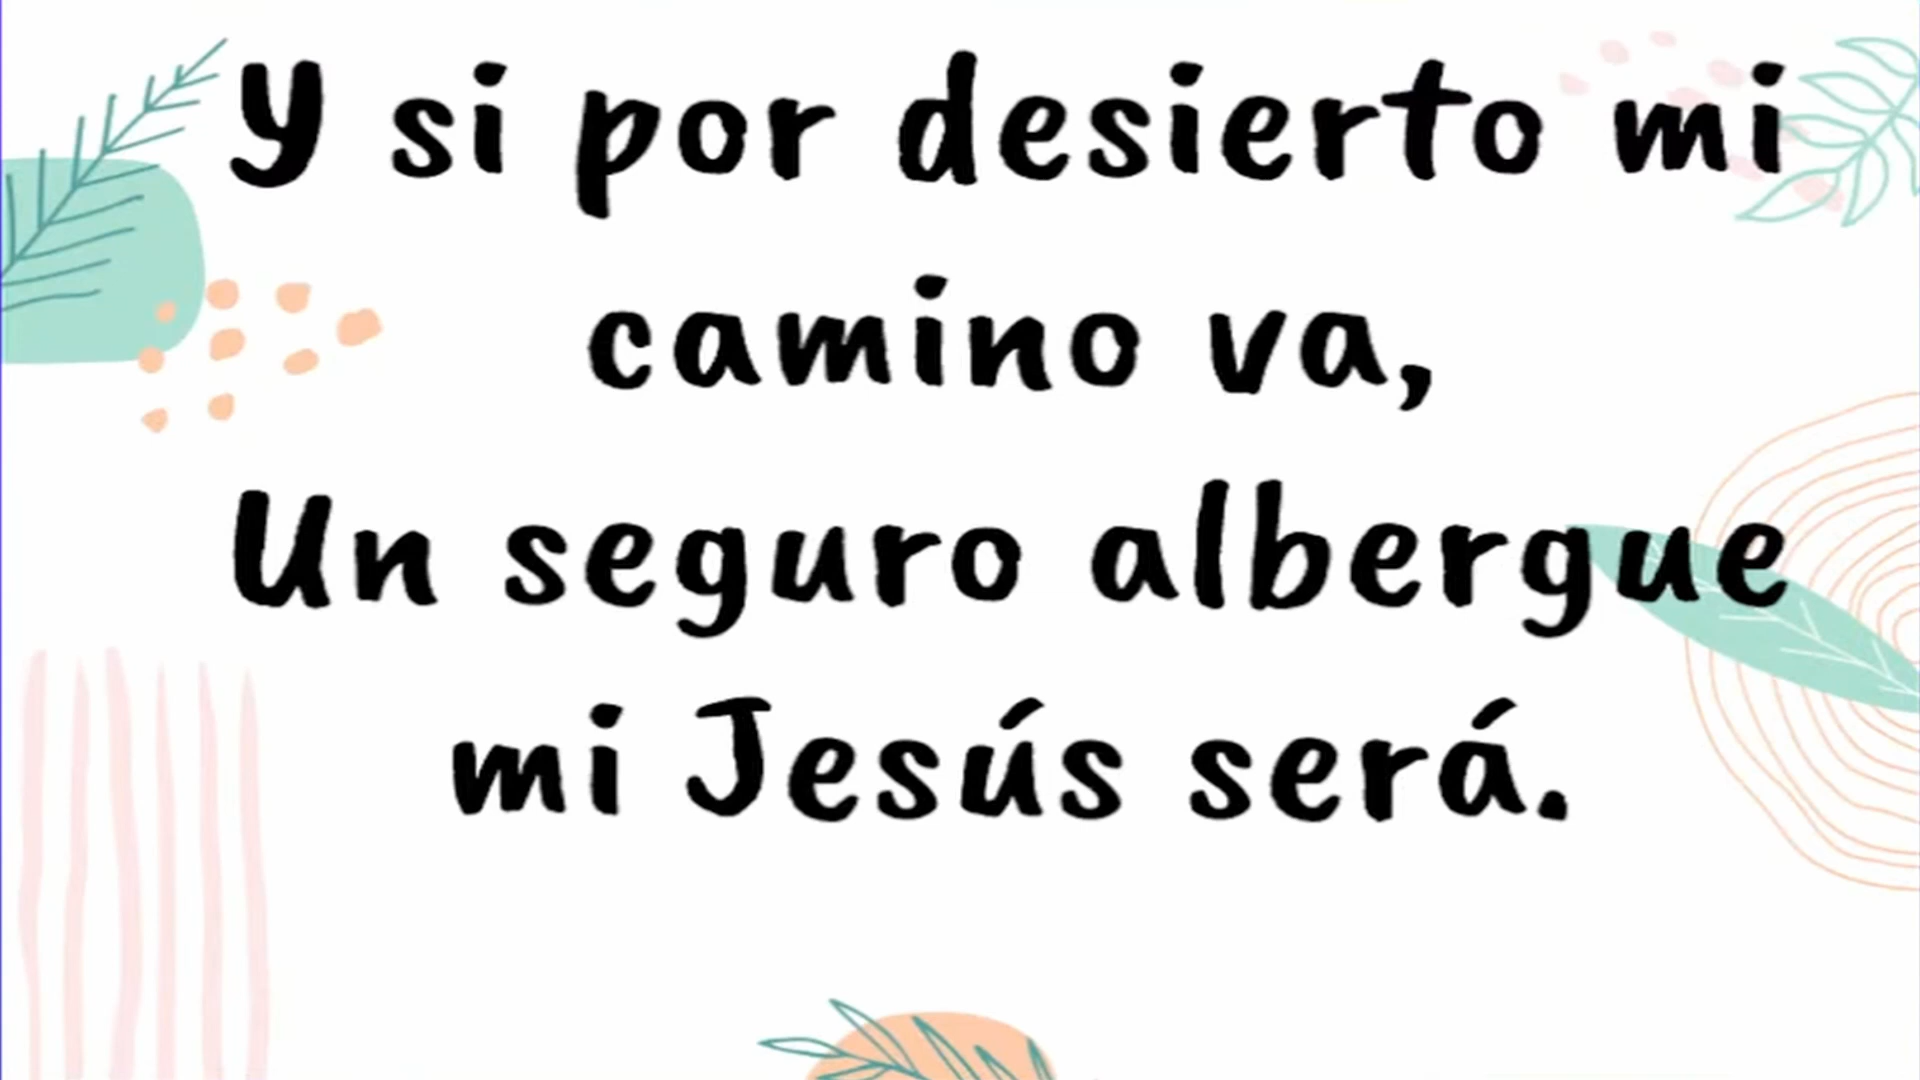 Y si por desierto mi
camino va,
Un seguro albergue
mi Jesús será.